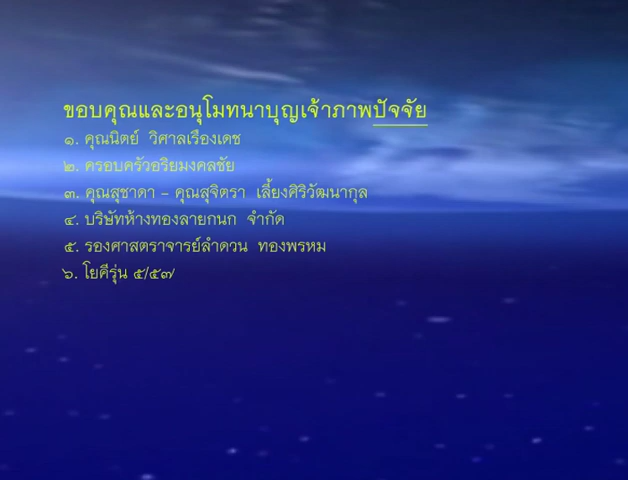 ขอบคุณและอนุโมทนาบุญเจ้าภาพปัจจัย
๑. คุณนิตย์ วิศาลเรืองเดช
๒. ครอบครัวอริยมงคลชัย
๓. คุณสุชาดา – คุณสุจิตรา เลี้ยงศิริวัฒนากุล
๔. บริษัทห้างทองลายกนก จำกัด
๕. รองศาสตราจารย์ลำดวน ทองพรหม
๖. โยคีรุ่น ๕/๕๗